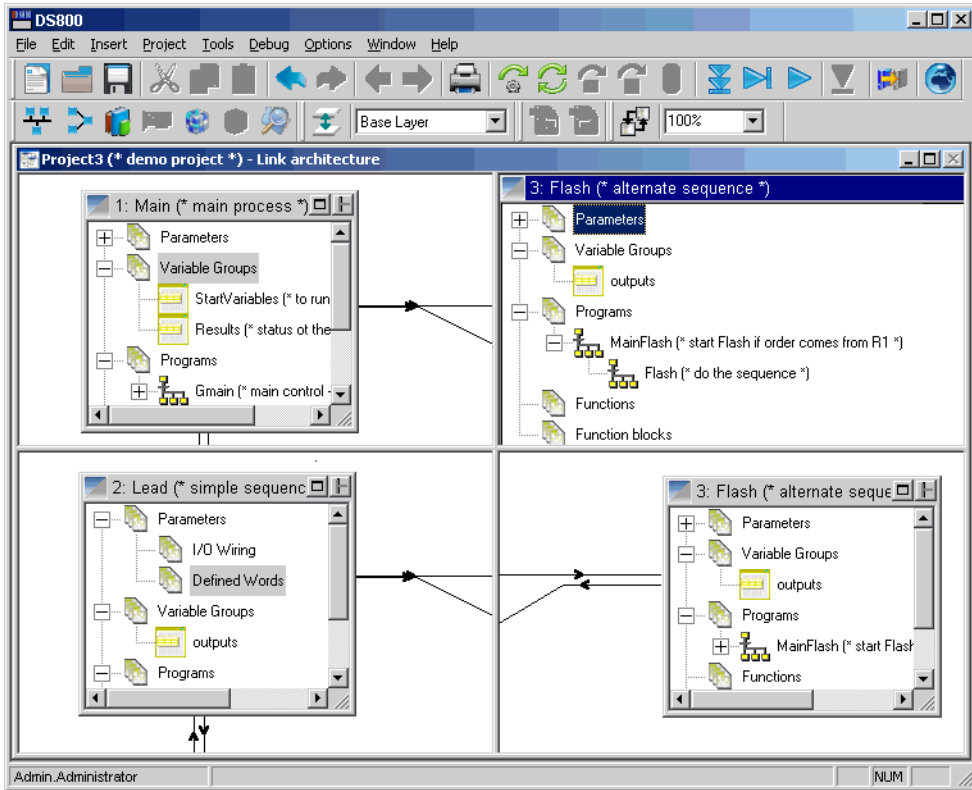 DS800
File Edit Insert Project Tools Debug Options Window Help
Base Layer
100%
Project3 (* demo project *) - Link architecture
1: Main (* main process *)
Parameters
Variable Groups
StartVariables (* to run
Results (* status ot the
Programs
Gmain (* main control -
3: Flash (* alternate sequence *)
Parameters
Variable Groups
outputs
Programs
MainFlash (* start Flash if order comes from R1 *)
Flash (* do the sequence *)
Functions
Function blocks
2: Lead (* simple sequenc
Parameters
I/O Wiring
Defined Words
Variable Groups
outputs
Programs
3: Flash (* alternate seque
Parameters
Variable Groups
outputs
Programs
MainFlash (* start Flash
Functions
Admin.Administrator
NUM